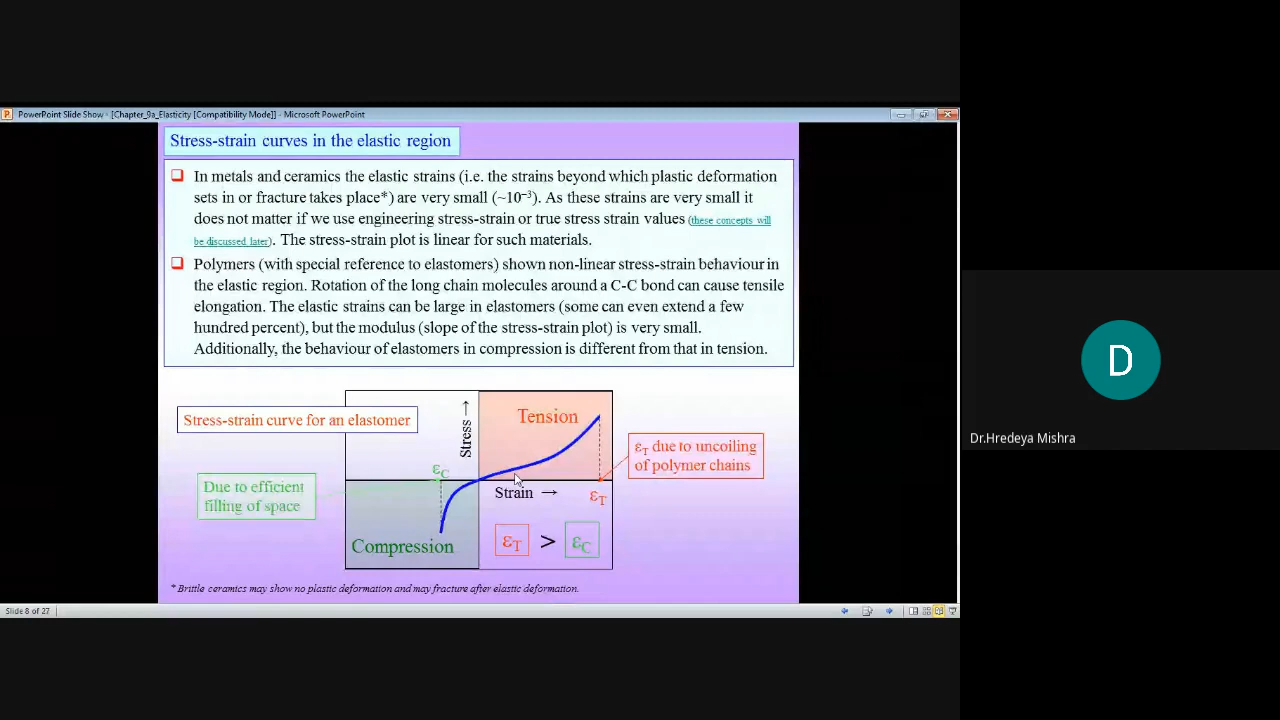 PowerPoint Slide Show - [Chapter_9a_Elasticity [Compatibility Mode]] - Microsoft PowerPoint
Stress-strain curves in the elastic region
In metals and ceramics the elastic strains (i.e. the strains beyond which plastic deformation
sets in or fracture takes place*) are very small (~10⁻³). As these strains are very small it
does not matter if we use engineering stress-strain or true stress strain values (these concepts will
be discussed later). The stress-strain plot is linear for such materials.
Polymers (with special reference to elastomers) shown non-linear stress-strain behaviour in
the elastic region. Rotation of the long chain molecules around a C-C bond can cause tensile
elongation. The elastic strains can be large in elastomers (some can even extend a few
hundred percent), but the modulus (slope of the stress-strain plot) is very small.
Additionally, the behaviour of elastomers in compression is different from that in tension.
Stress-strain curve for an elastomer
Stress →
Tension
εT due to uncoiling
of polymer chains
εC
Due to efficient
filling of space
Strain →
εT
Compression
εT > εC
* Brittle ceramics may show no plastic deformation and may fracture after elastic deformation.
Slide 8 of 27
D
Dr.Hredeya Mishra